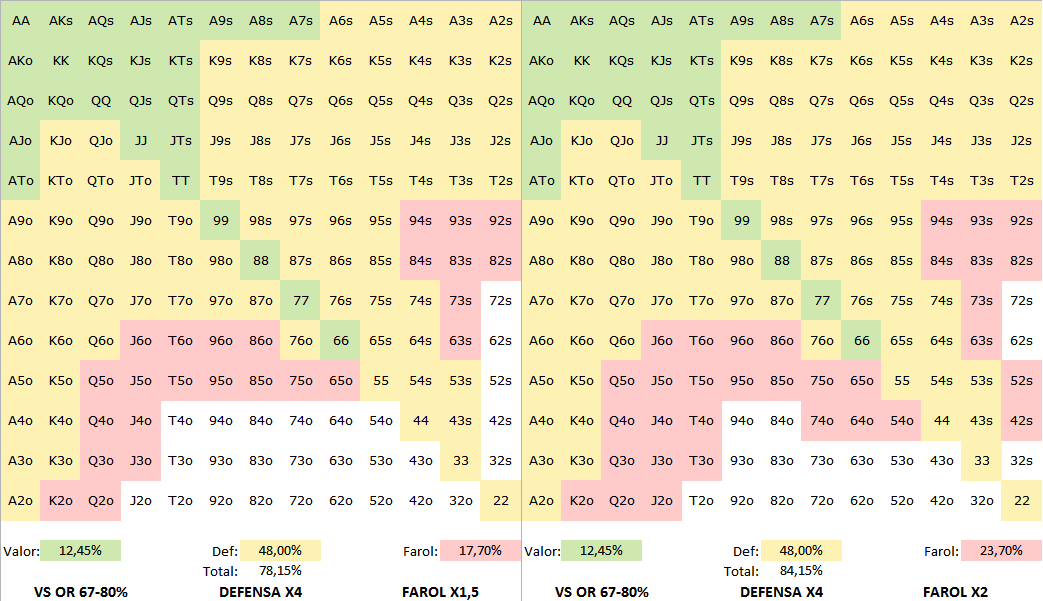 AA AKs AQs AJs ATs A9s A8s A7s A6s A5s A4s A3s A2s AA AKs AQs AJs ATs A9s A8s A7s A6s A5s A4s A3s A2s
AKo KK KQs KJs KTs K9s K8s K7s K6s K5s K4s K3s K2s AKo KK KQs KJs KTs K9s K8s K7s K6s K5s K4s K3s K2s
AQo KQo QQ QJs QTs Q9s Q8s Q7s Q6s Q5s Q4s Q3s Q2s AQo KQo QQ QJs QTs Q9s Q8s Q7s Q6s Q5s Q4s Q3s Q2s
AJo KJo QJo JJ JTs J9s J8s J7s J6s J5s J4s J3s J2s AJo KJo QJo JJ JTs J9s J8s J7s J6s J5s J4s J3s J2s
ATo KTo QTo JTo TT T9s T8s T7s T6s T5s T4s T3s T2s ATo KTo QTo JTo TT T9s T8s T7s T6s T5s T4s T3s T2s
A9o K9o Q9o J9o T9o 99 98s 97s 96s 95s 94s 93s 92s A9o K9o Q9o J9o T9o 99 98s 97s 96s 95s 94s 93s 92s
A8o K8o Q8o J8o T8o 98o 88 87s 86s 85s 84s 83s 82s A8o K8o Q8o J8o T8o 98o 88 87s 86s 85s 84s 83s 82s
A7o K7o Q7o J7o T7o 97o 87o 77 76s 75s 74s 73s 72s A7o K7o Q7o J7o T7o 97o 87o 77 76s 75s 74s 73s 72s
A6o K6o Q6o J6o T6o 96o 86o 76o 66 65s 64s 63s 62s A6o K6o Q6o J6o T6o 96o 86o 76o 66 65s 64s 63s 62s
A5o K5o Q5o J5o T5o 95o 85o 75o 65o 55 54s 53s 52s A5o K5o Q5o J5o T5o 95o 85o 75o 65o 55 54s 53s 52s
A4o K4o Q4o J4o T4o 94o 84o 74o 64o 54o 44 43s 42s A4o K4o Q4o J4o T4o 94o 84o 74o 64o 54o 44 43s 42s
A3o K3o Q3o J3o T3o 93o 83o 73o 63o 53o 43o 33 32s A3o K3o Q3o J3o T3o 93o 83o 73o 63o 53o 43o 33 32s
A2o K2o Q2o J2o T2o 92o 82o 72o 62o 52o 42o 32o 22 A2o K2o Q2o J2o T2o 92o 82o 72o 62o 52o 42o 32o 22
Valor: 12,45% Def: 48,00% Farol: 17,70% Valor: 12,45% Def: 48,00% Farol: 23,70%
Total: 78,15% Total: 84,15%
VS OR 67-80% DEFENSA X4 FAROL X1,5 VS OR 67-80% DEFENSA X4 FAROL X2